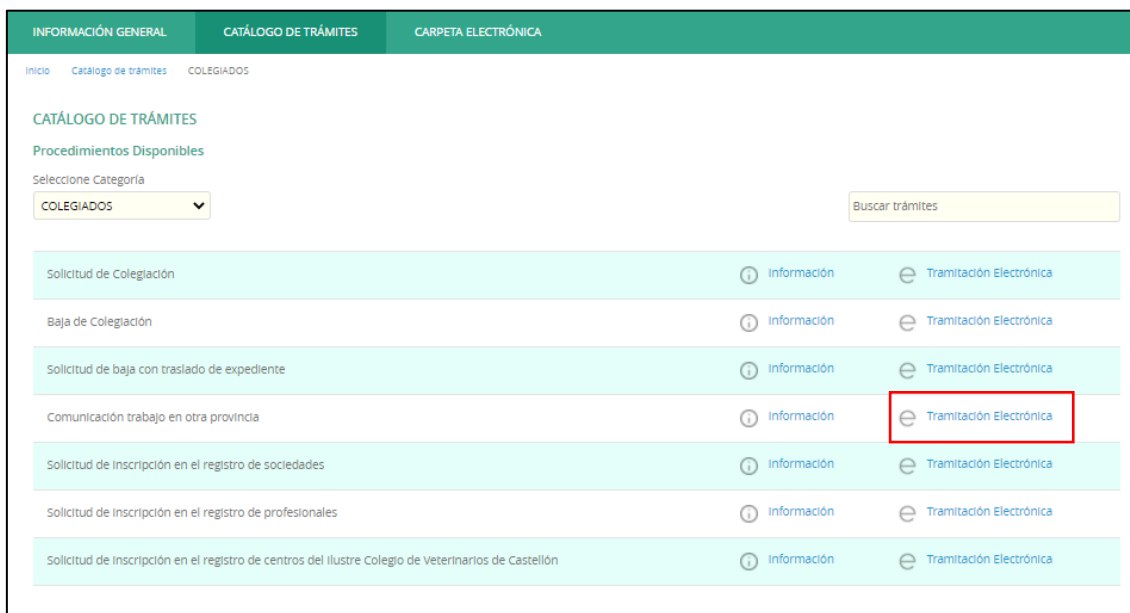 INFORMACIÓN GENERAL CATÁLOGO DE TRÁMITES CARPETA ELECTRÓNICA
Inicio Catálogo de trámites COLEGIADOS
CATÁLOGO DE TRÁMITES
Procedimientos Disponibles
Seleccione Categoría
COLEGIADOS Buscar trámites
Solicitud de Colegiación Información Tramitación Electrónica
Baja de Colegiación Información Tramitación Electrónica
Solicitud de baja con traslado de expediente Información Tramitación Electrónica
Comunicación trabajo en otra provincia Información Tramitación Electrónica
Solicitud de inscripción en el registro de sociedades Información Tramitación Electrónica
Solicitud de inscripción en el registro de profesionales Información Tramitación Electrónica
Solicitud de inscripción en el registro de centros del Ilustre Colegio de Veterinarios de Castellón Información Tramitación Electrónica